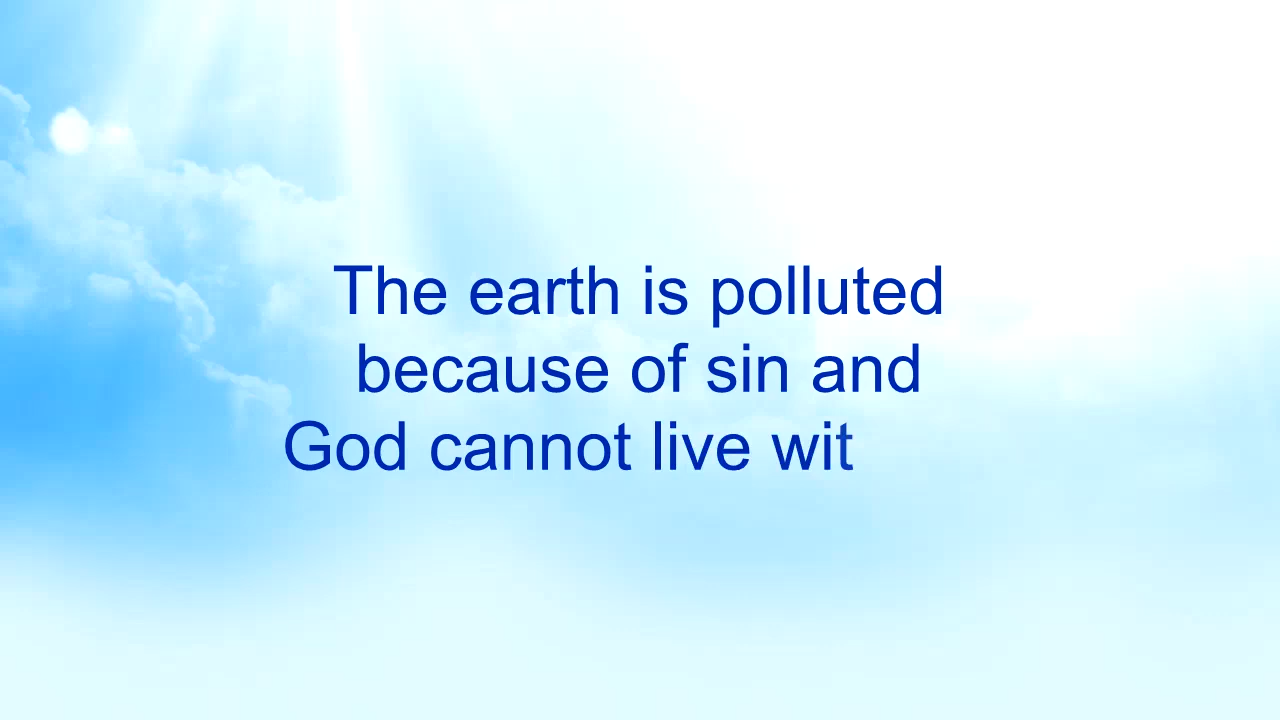 The earth is polluted
because of sin and
God cannot live wit